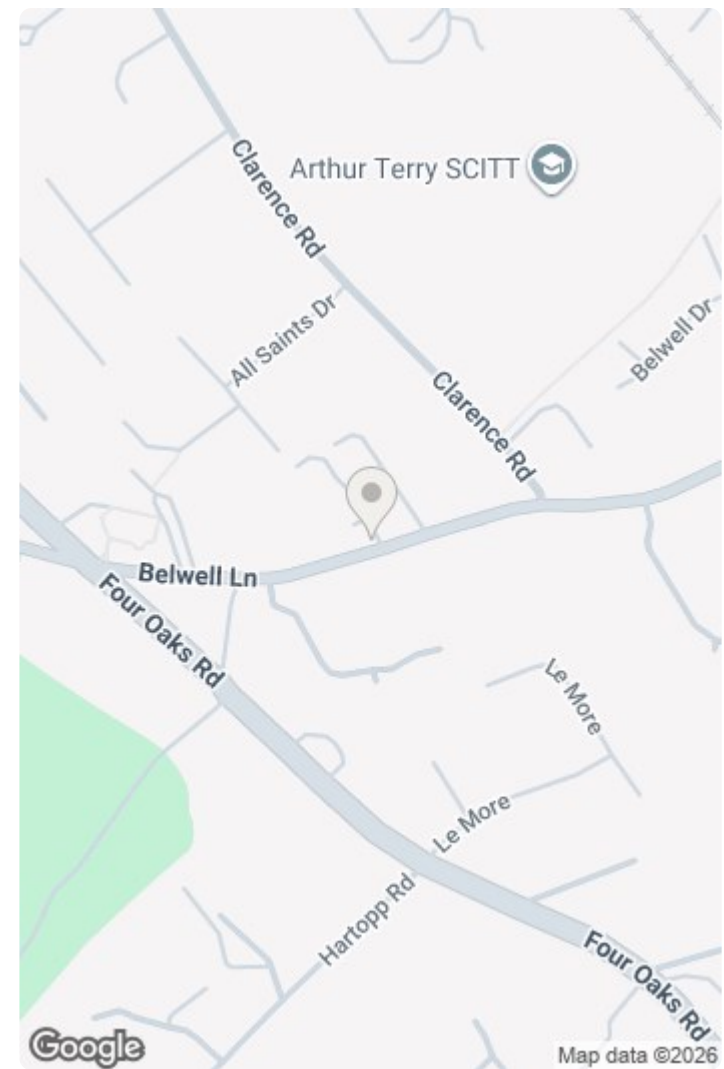 Arthur Terry SCITT
Clarence Rd
All Saints Dr
Belwell Dr
Clarence Rd
Belwell Ln
Four Oaks Rd
Le More
Le More
Hartopp Rd
Four Oaks Rd
Google
Map data ©2026